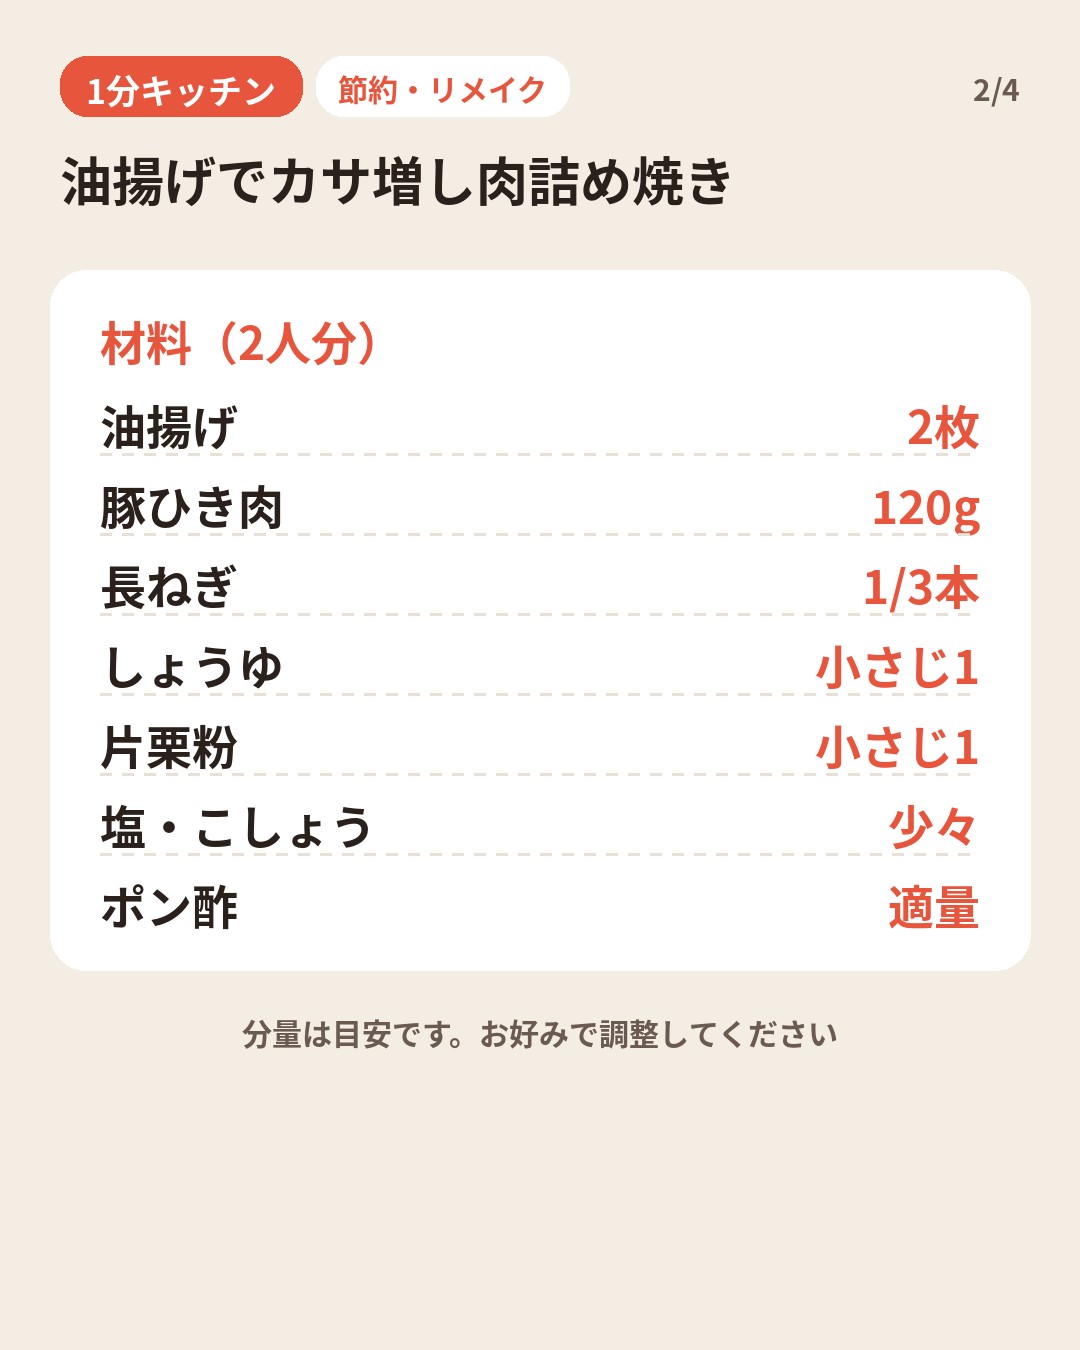 1分キッチン 節約・リメイク 2/4
油揚げでカサ増し肉詰め焼き
材料（2人分）
油揚げ 2枚
豚ひき肉 120g
長ねぎ 1/3本
しょうゆ 小さじ1
片栗粉 小さじ1
塩・こしょう 少々
ポン酢 適量
分量は目安です。お好みで調整してください